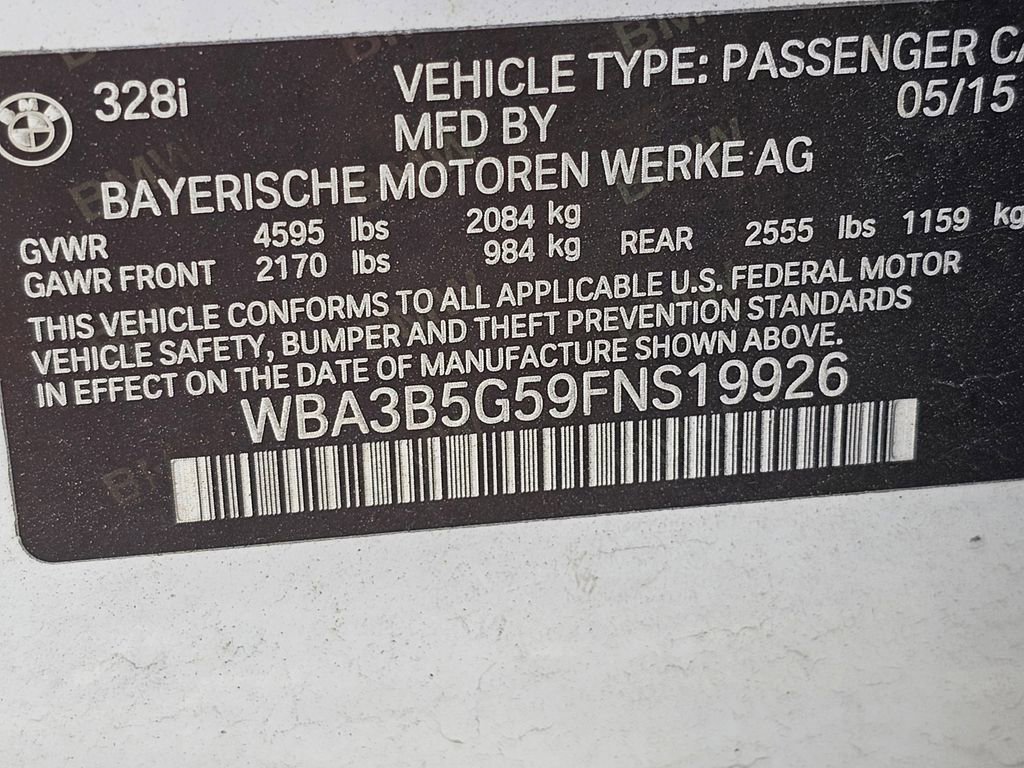 328i
VEHICLE TYPE: PASSENGER CA
05/15
MFD BY
BAYERISCHE MOTOREN WERKE AG
GVWR 4595 lbs 2084 kg
GAWR FRONT 2170 lbs 984 kg REAR 2555 lbs 1159 kg
THIS VEHICLE CONFORMS TO ALL APPLICABLE U.S. FEDERAL MOTOR
VEHICLE SAFETY, BUMPER AND THEFT PREVENTION STANDARDS
IN EFFECT ON THE DATE OF MANUFACTURE SHOWN ABOVE.
WBA3B5G59FNS19926